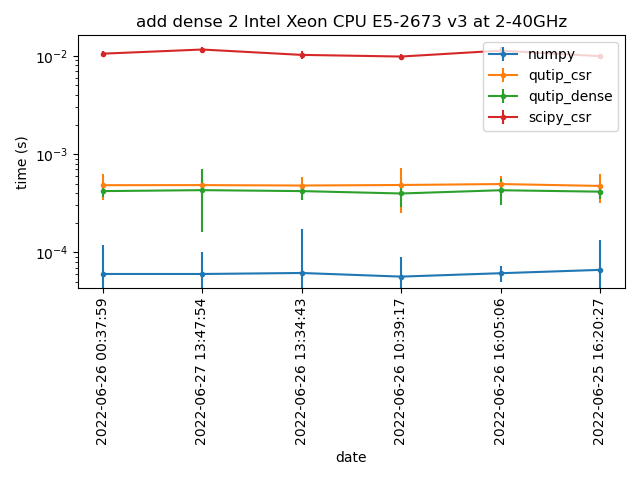 add dense 2 Intel Xeon CPU E5-2673 v3 at 2-40GHz
time (s)
10⁻²
10⁻³
10⁻⁴
numpy
qutip_csr
qutip_dense
scipy_csr
2022-06-26 00:37:59
2022-06-27 13:47:54
2022-06-26 13:34:43
2022-06-26 10:39:17
2022-06-26 16:05:06
2022-06-25 16:20:27
date